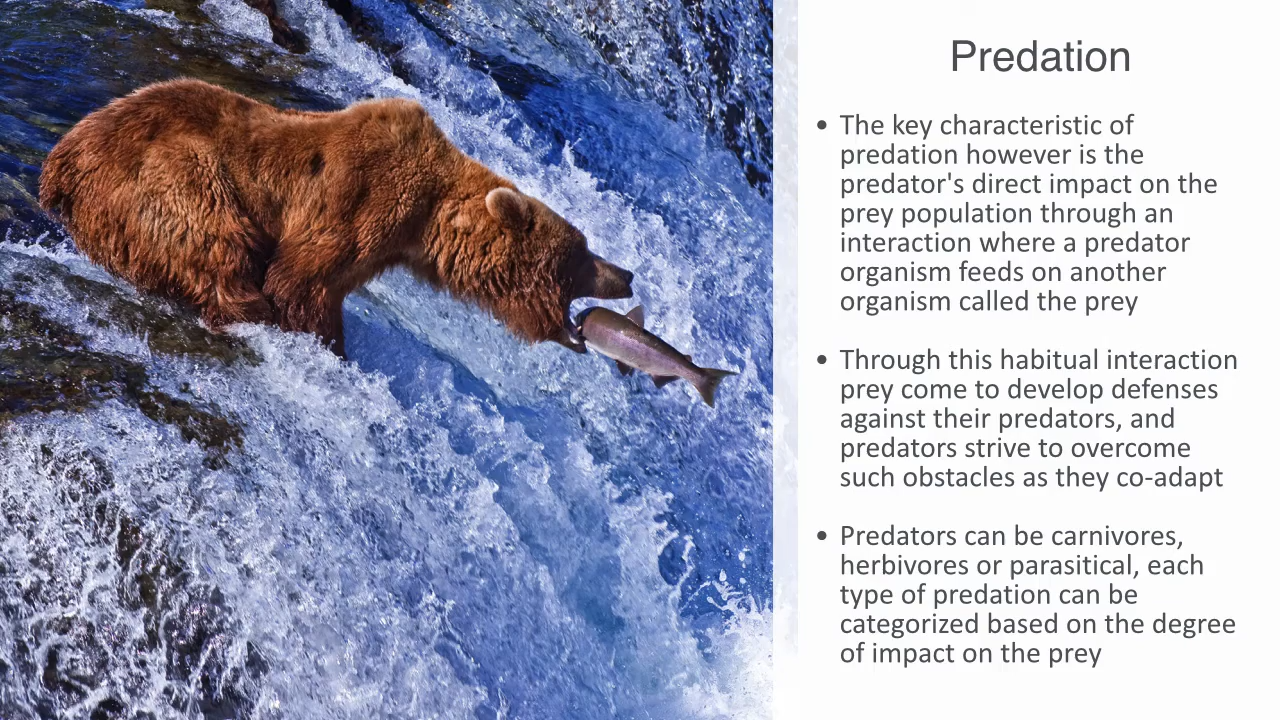 Predation
• The key characteristic of
predation however is the
predator's direct impact on the
prey population through an
interaction where a predator
organism feeds on another
organism called the prey
• Through this habitual interaction
prey come to develop defenses
against their predators, and
predators strive to overcome
such obstacles as they co-adapt
• Predators can be carnivores,
herbivores or parasitical, each
type of predation can be
categorized based on the degree
of impact on the prey